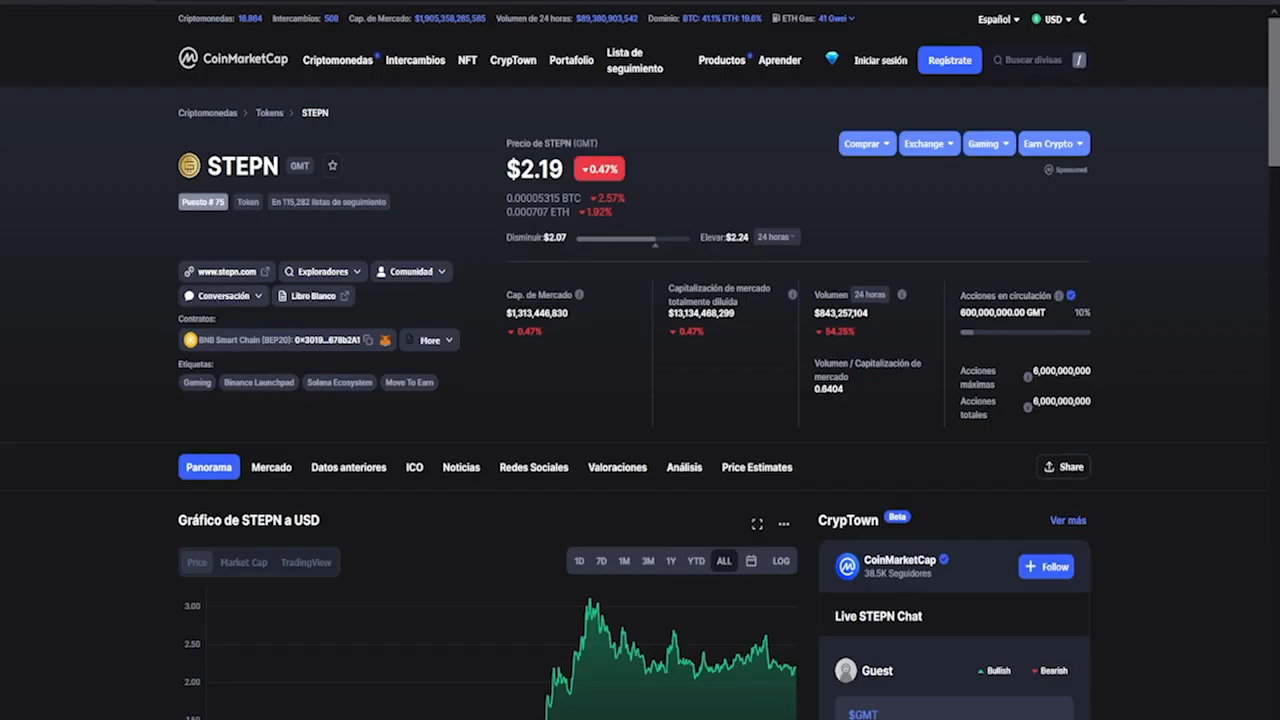 Criptomonedas: 18.864 Intercambios: 508 Cap. de Mercado: $1,905,358,285,585 Volumen de 24 horas: $89,380,903,542 Dominio: BTC: 41.1% ETH: 19.6% ETH Gas: 41 Gwei
Español USD
CoinMarketCap Criptomonedas Intercambios NFT CrypTown Portafolio Lista de seguimiento Productos Aprender Iniciar sesión Regístrate Buscar divisas /
Criptomonedas > Tokens > STEPN
STEPN GMT
Puesto # 75 Token En 115,282 listas de seguimiento
Precio de STEPN (GMT)
$2.19 0.47%
0.00005315 BTC 2.57%
0.000707 ETH 1.92%
Disminuir:$2.07 Elevar:$2.24 24 horas
Comprar Exchange Gaming Earn Crypto
Sponsored
www.stepn.com Exploradores Comunidad
Conversación Libro Blanco
Contratos:
BNB Smart Chain (BEP20): 0x3019...678b2A1 More
Etiquetas:
Gaming Binance Launchpad Solana Ecosystem Move To Earn
Cap. de Mercado
$1,313,446,830
0.47%
Capitalización de mercado
totalmente diluida
$13,134,468,299
0.47%
Volumen 24 horas
$843,257,104
54.25%
Volumen / Capitalización de
mercado
0.6404
Acciones en circulación
600,000,000.00 GMT 10%
Acciones
máximas
6,000,000,000
Acciones
totales
6,000,000,000
Panorama Mercado Datos anteriores ICO Noticias Redes Sociales Valoraciones Análisis Price Estimates Share
Gráfico de STEPN a USD
Price Market Cap TradingView
1D 7D 1M 3M 1Y YTD ALL LOG
3.00
2.50
2.00
1.50
CrypTown Beta Ver más
CoinMarketCap
38.5K Seguidores
+ Follow
Live STEPN Chat
Guest Bullish Bearish
$GMT